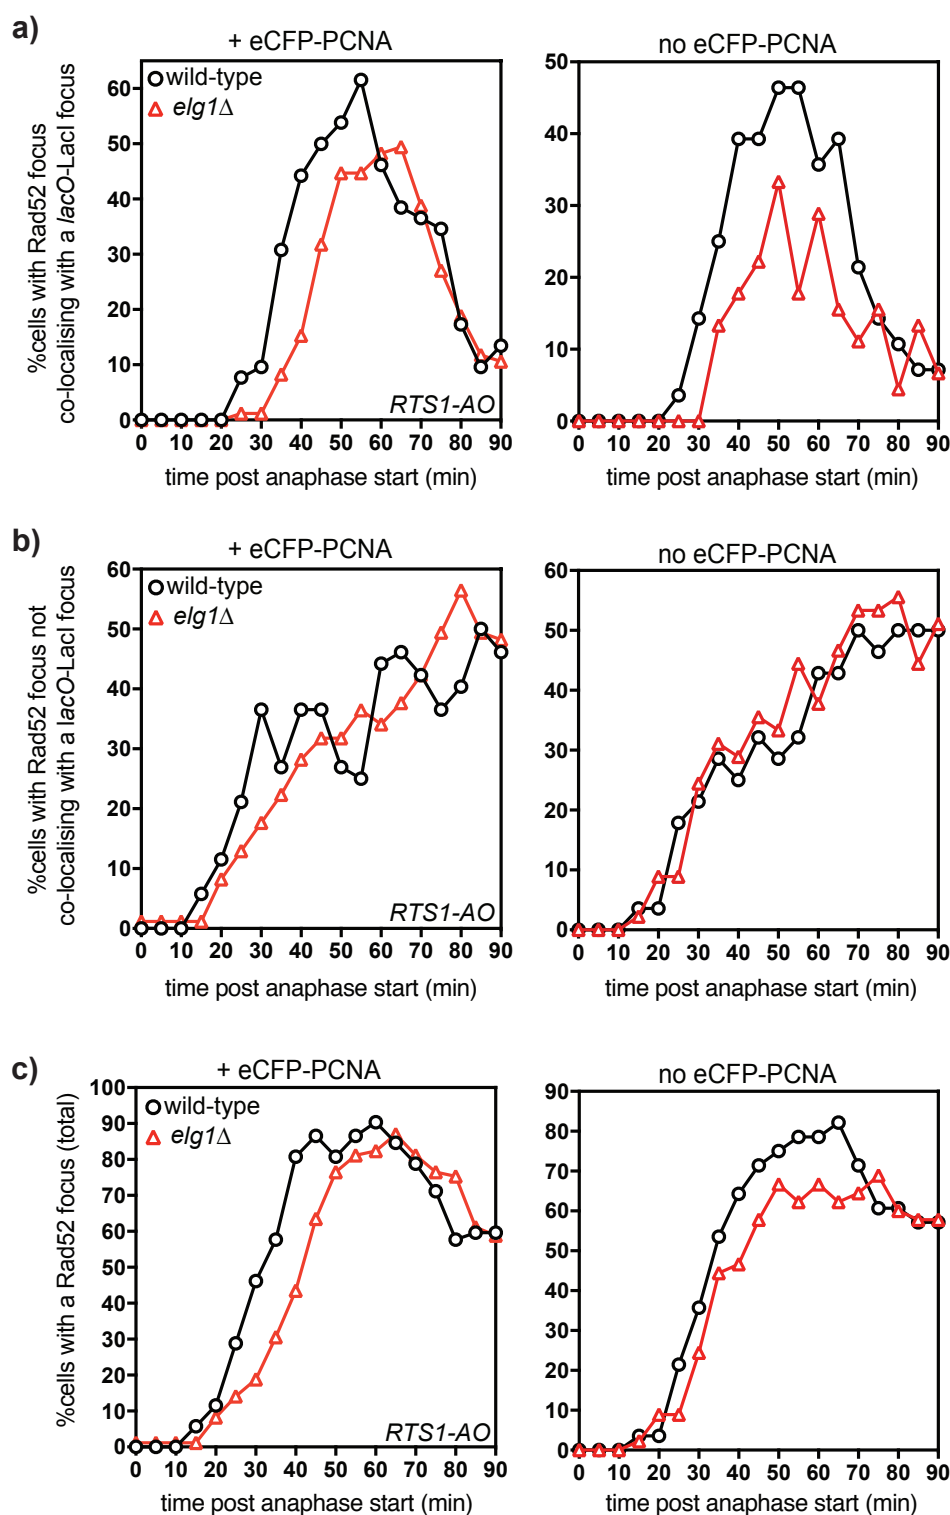 a)
+ eCFP-PCNA
no eCFP-PCNA
%cells with Rad52 focus
co-localising with a lacO-LacI focus
wild-type
elg1Δ
60
50
40
30
20
10
0
RTS1-AO
0 10 20 30 40 50 60 70 80 90
time post anaphase start (min)
50
40
30
20
10
0
0 10 20 30 40 50 60 70 80 90
time post anaphase start (min)
b)
+ eCFP-PCNA
no eCFP-PCNA
%cells with Rad52 focus not
co-localising with a lacO-LacI focus
wild-type
elg1Δ
60
50
40
30
20
10
0
RTS1-AO
0 10 20 30 40 50 60 70 80 90
time post anaphase start (min)
60
50
40
30
20
10
0
0 10 20 30 40 50 60 70 80 90
time post anaphase start (min)
c)
+ eCFP-PCNA
no eCFP-PCNA
%cells with a Rad52 focus (total)
wild-type
elg1Δ
100
90
80
70
60
50
40
30
20
10
0
RTS1-AO
0 10 20 30 40 50 60 70 80 90
time post anaphase start (min)
90
80
70
60
50
40
30
20
10
0
0 10 20 30 40 50 60 70 80 90
time post anaphase start (min)